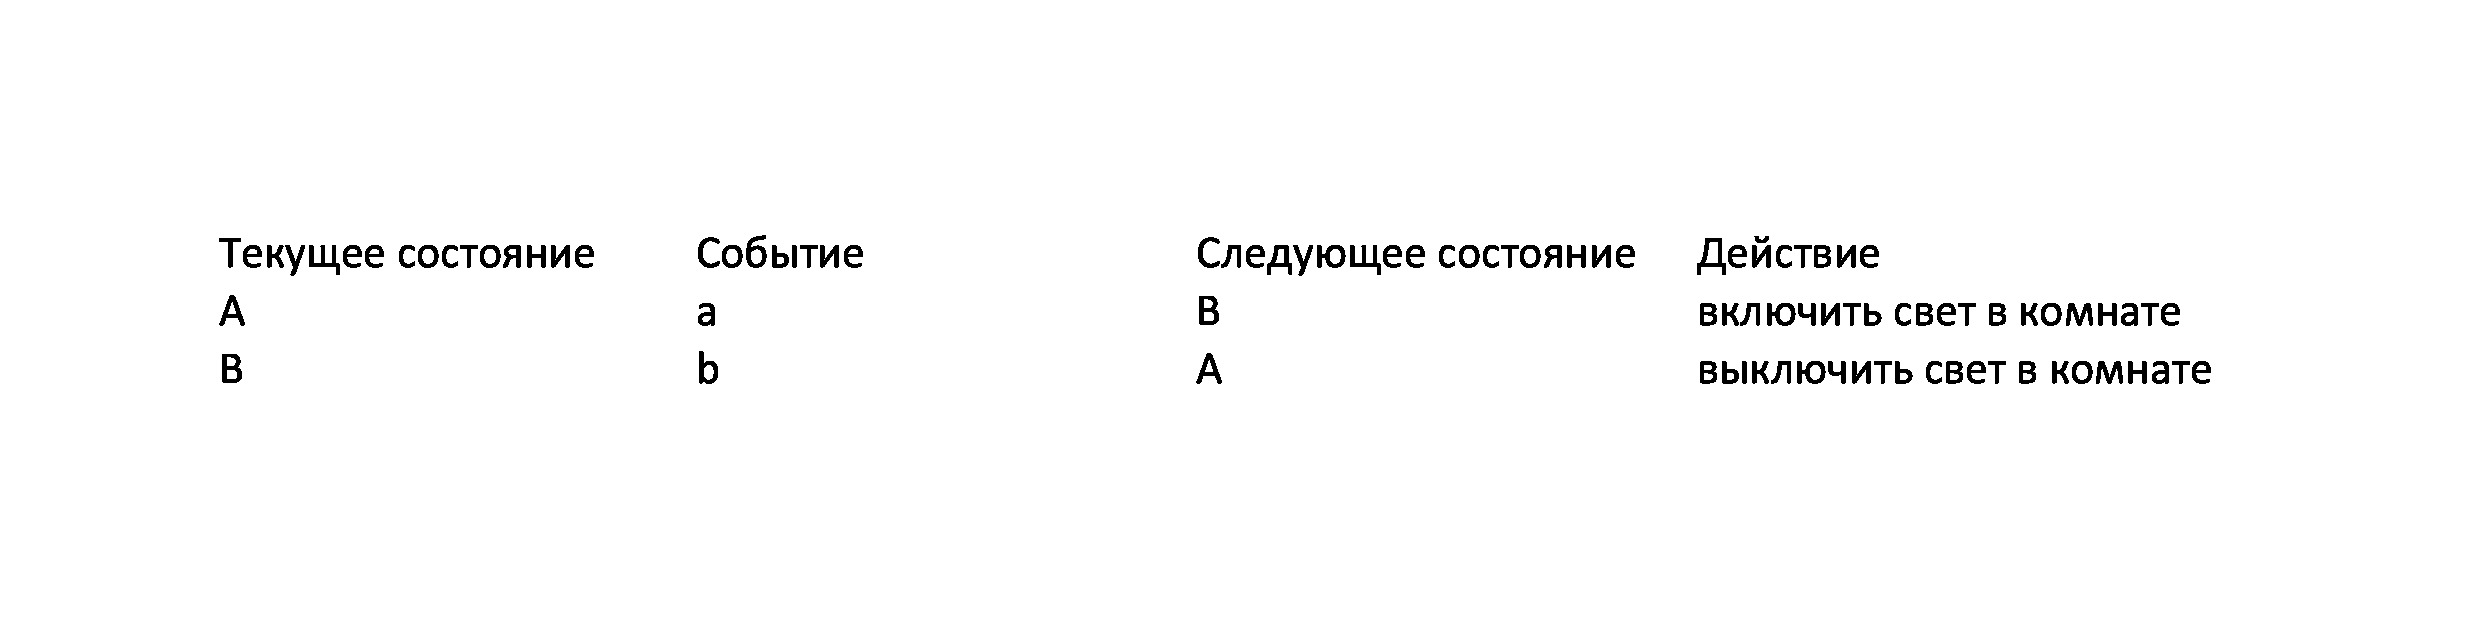 Текущее состояние Событие Следующее состояние Действие
A a B включить свет в комнате
B b A выключить свет в комнате